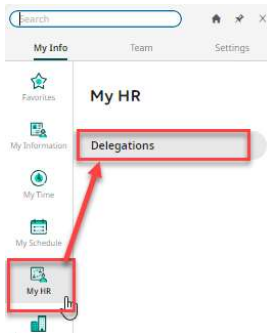 Search
My Info Team Settings
Favorites
My HR
My Information
Delegations
My Time
My Schedule
My HR